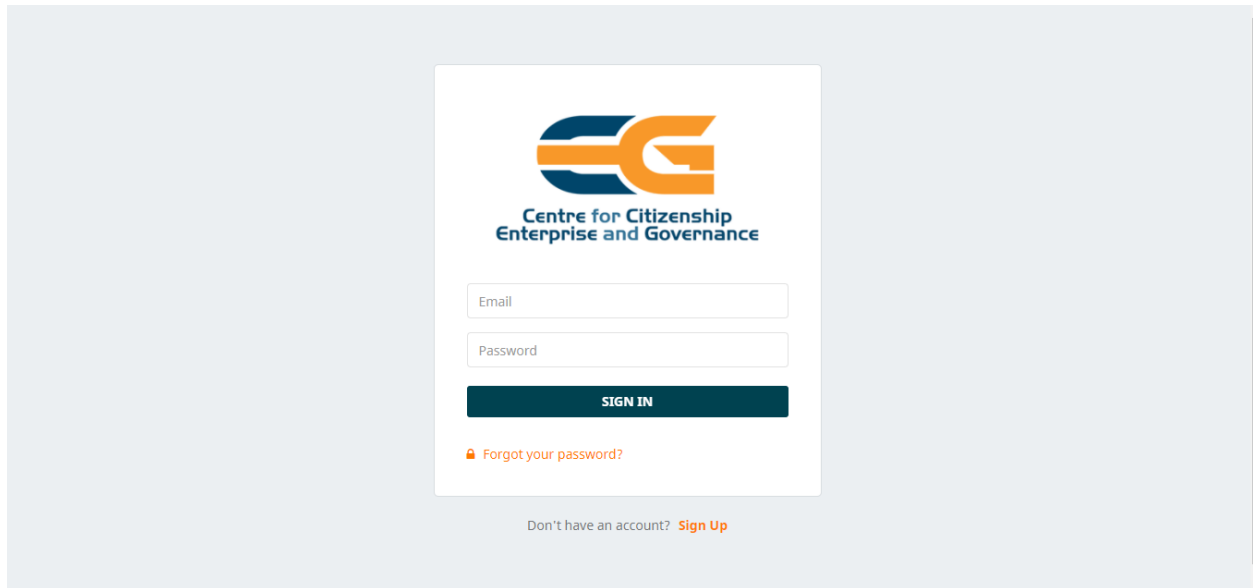 Centre for Citizenship
Enterprise and Governance
Email
Password
SIGN IN
Forgot your password?
Don't have an account? Sign Up